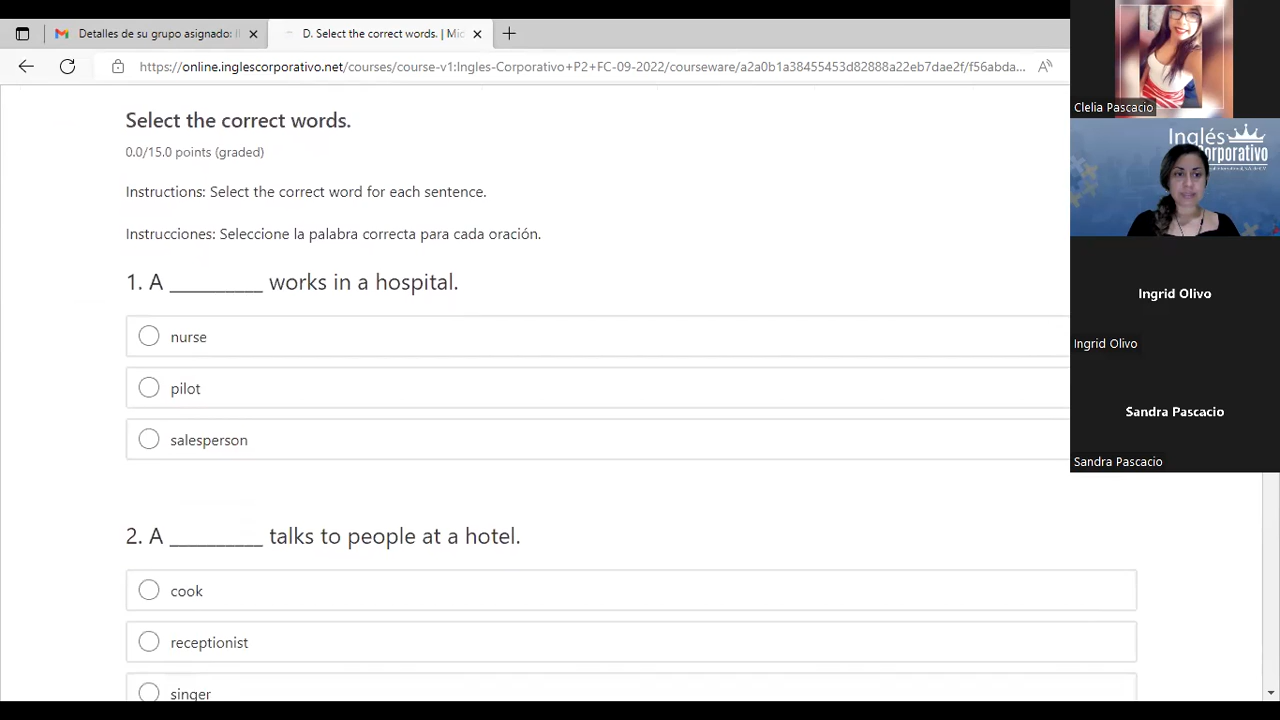 Detalles de su grupo asignado: I
D. Select the correct words. | Mic
https://online.inglescorporativo.net/courses/course-v1:Ingles-Corporativo+P2+FC-09-2022/courseware/a2a0b1a38455453d82888a22eb7dae2f/f56abda...
Select the correct words.
0.0/15.0 points (graded)
Instructions: Select the correct word for each sentence.
Instrucciones: Seleccione la palabra correcta para cada oración.
1. A __________ works in a hospital.
nurse
pilot
salesperson
2. A __________ talks to people at a hotel.
cook
receptionist
singer
Clelia Pascacio
Inglés
Corporativo
Ingrid Olivo
Ingrid Olivo
Sandra Pascacio
Sandra Pascacio